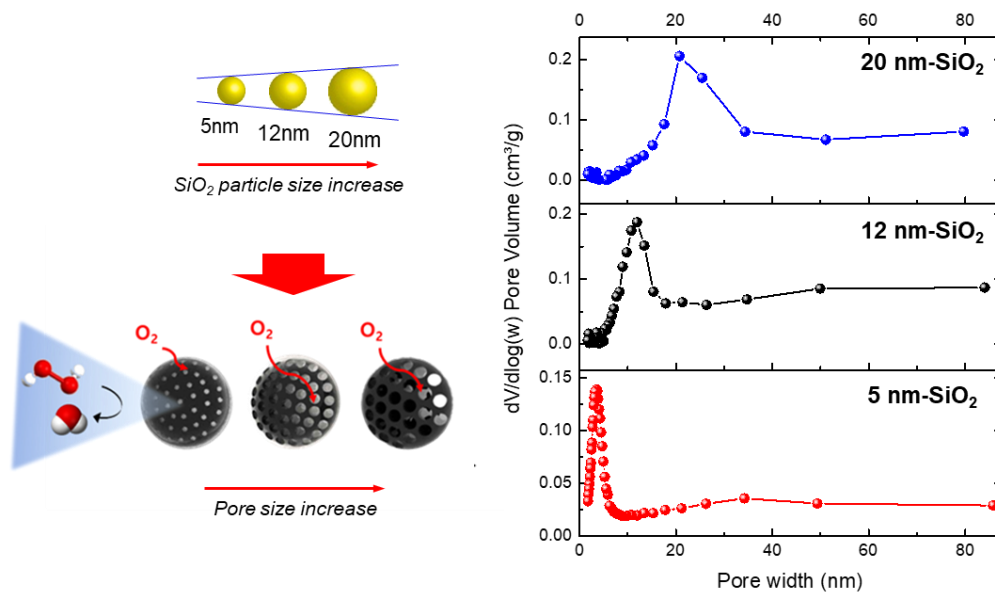 5nm
12nm
20nm
SiO₂ particle size increase
O₂
O₂
O₂
Pore size increase
0 20 40 60 80
dV/dlog(w) Pore Volume (cm³/g)
20 nm-SiO₂
0.2
0.1
0.0
12 nm-SiO₂
0.2
0.1
0.0
5 nm-SiO₂
0.15
0.10
0.05
0.00
0 20 40 60 80
Pore width (nm)